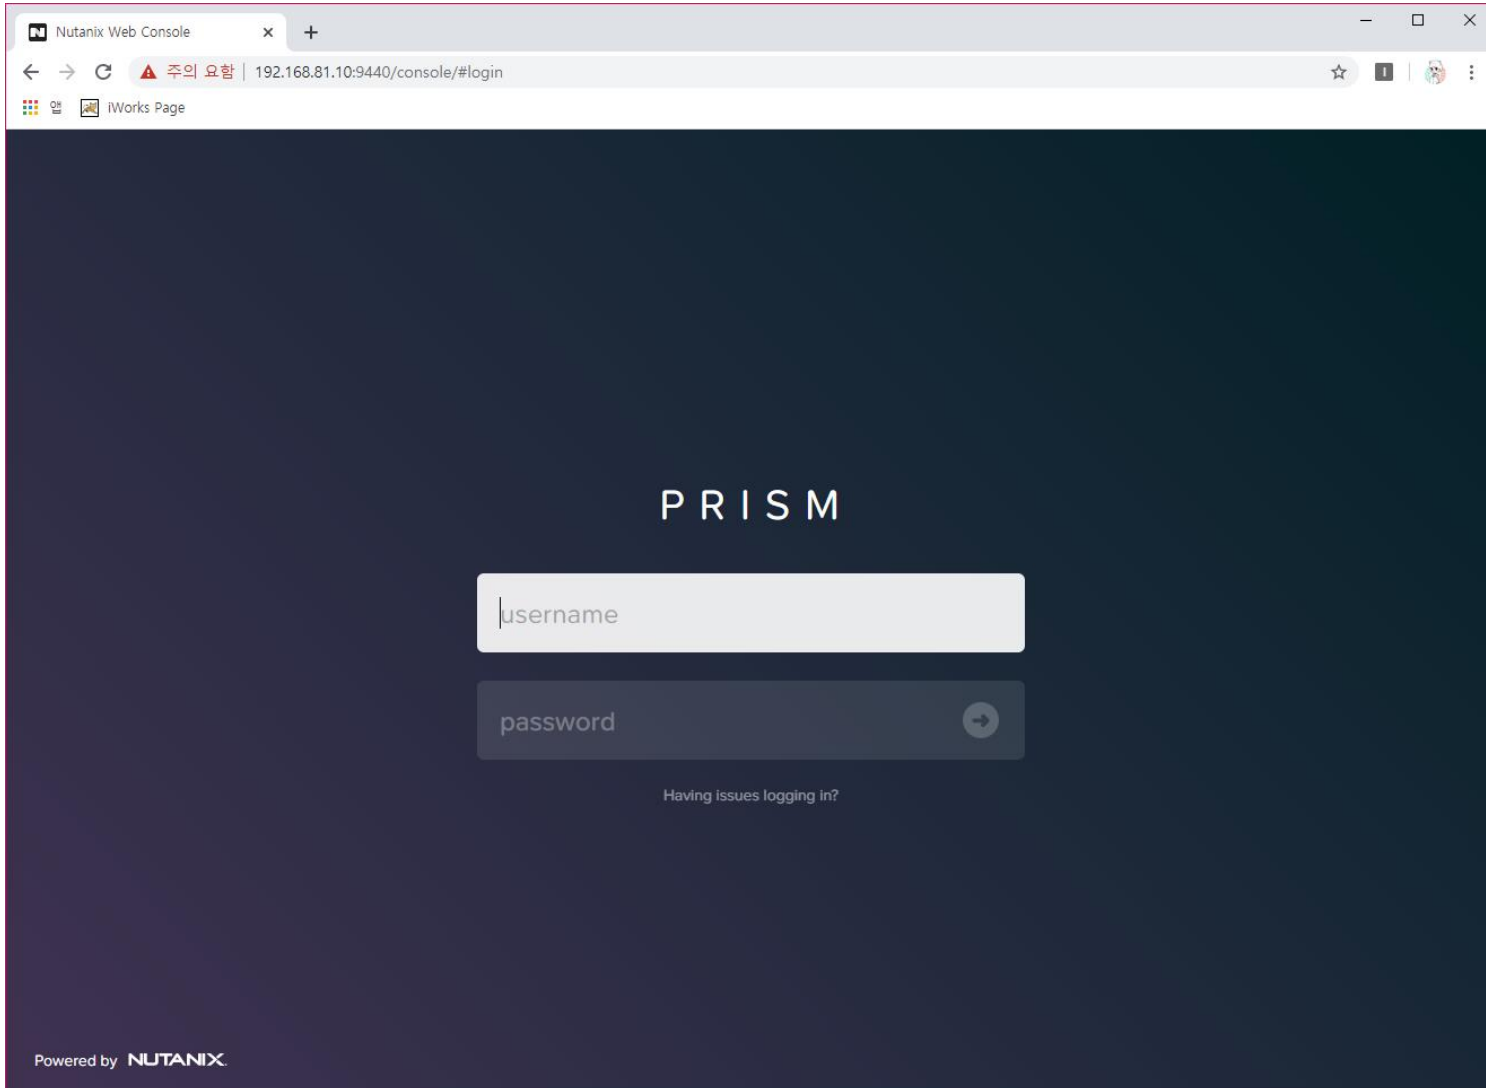 Nutanix Web Console
주의 요함 192.168.81.10:9440/console/#login
앱 iWorks Page
PRISM
username
password
Having issues logging in?
Powered by NUTANIX.